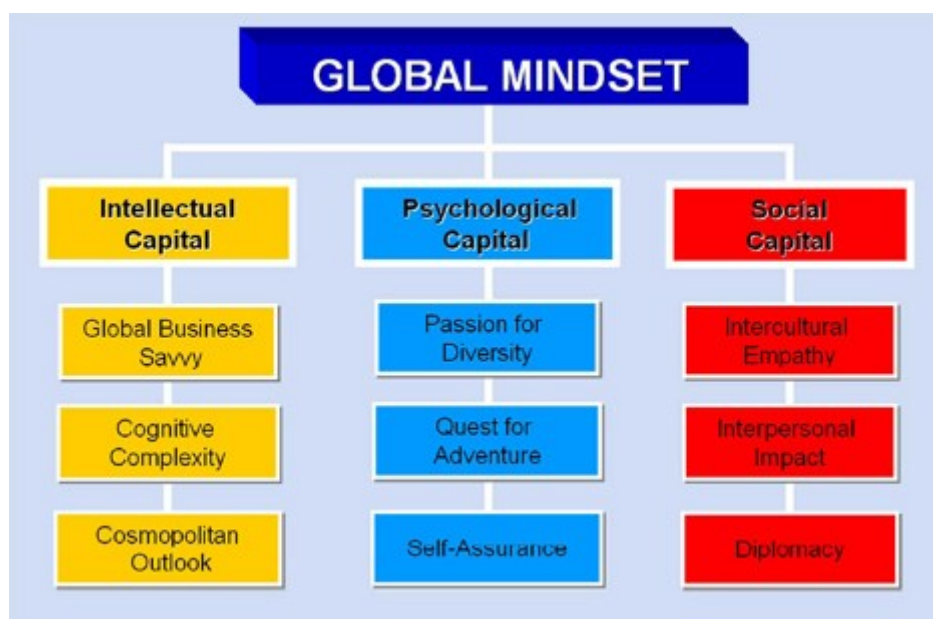 GLOBAL MINDSET
Intellectual
Capital
Global Business
Savvy
Cognitive
Complexity
Cosmopolitan
Outlook
Psychological
Capital
Passion for
Diversity
Quest for
Adventure
Self-Assurance
Social
Capital
Intercultural
Empathy
Interpersonal
Impact
Diplomacy